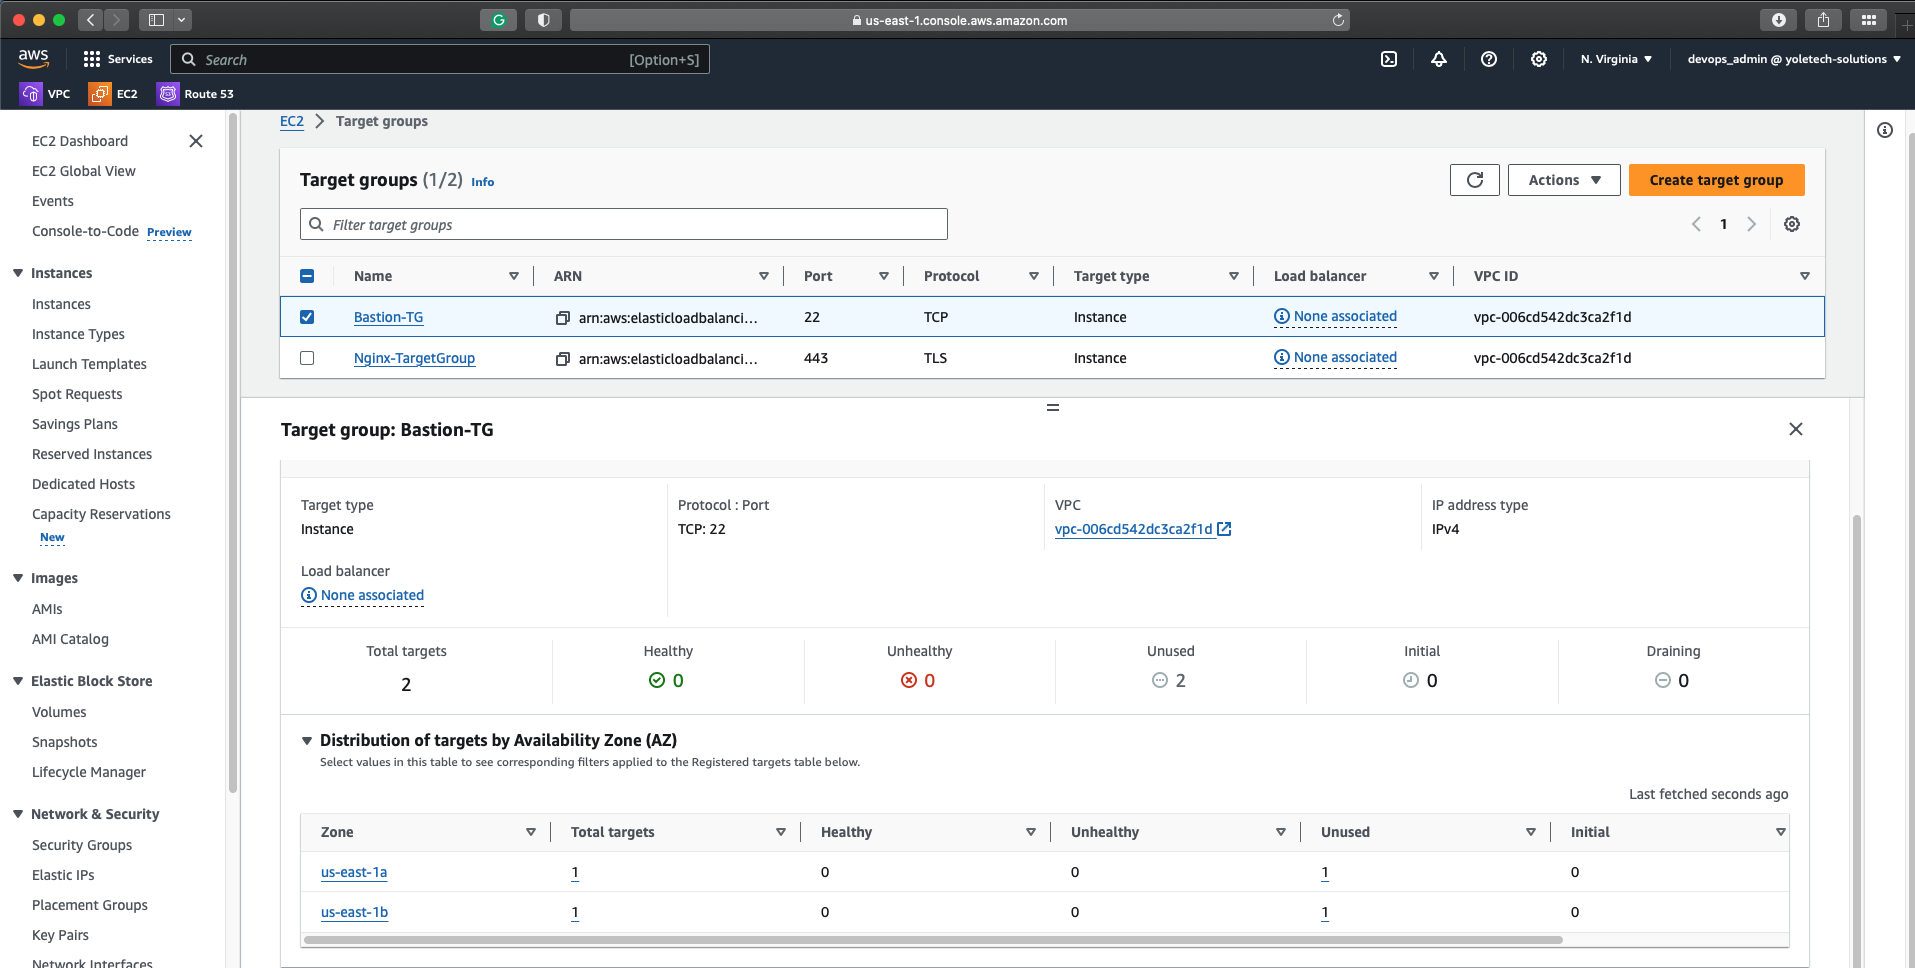 us-east-1.console.aws.amazon.com
aws Services Search [Option+S] N. Virginia devops_admin @ yoletech-solutions
VPC EC2 Route 53
EC2 Dashboard
EC2 Global View
Events
Console-to-Code Preview
Instances
Instances
Instance Types
Launch Templates
Spot Requests
Savings Plans
Reserved Instances
Dedicated Hosts
Capacity Reservations
New
Images
AMIs
AMI Catalog
Elastic Block Store
Volumes
Snapshots
Lifecycle Manager
Network & Security
Security Groups
Elastic IPs
Placement Groups
Key Pairs
Network Interfaces
EC2 Target groups
Target groups (1/2) Info Actions Create target group
Filter target groups 1
Name ARN Port Protocol Target type Load balancer VPC ID
Bastion-TG arn:aws:elasticloadbalanci... 22 TCP Instance None associated vpc-006cd542dc3ca2f1d
Nginx-TargetGroup arn:aws:elasticloadbalanci... 443 TLS Instance None associated vpc-006cd542dc3ca2f1d
Target group: Bastion-TG
Target type Protocol : Port VPC IP address type
Instance TCP: 22 vpc-006cd542dc3ca2f1d IPv4
Load balancer
None associated
Total targets Healthy Unhealthy Unused Initial Draining
2 0 0 2 0 0
Distribution of targets by Availability Zone (AZ)
Select values in this table to see corresponding filters applied to the Registered targets table below.
Last fetched seconds ago
Zone Total targets Healthy Unhealthy Unused Initial
us-east-1a 1 0 0 1 0
us-east-1b 1 0 0 1 0